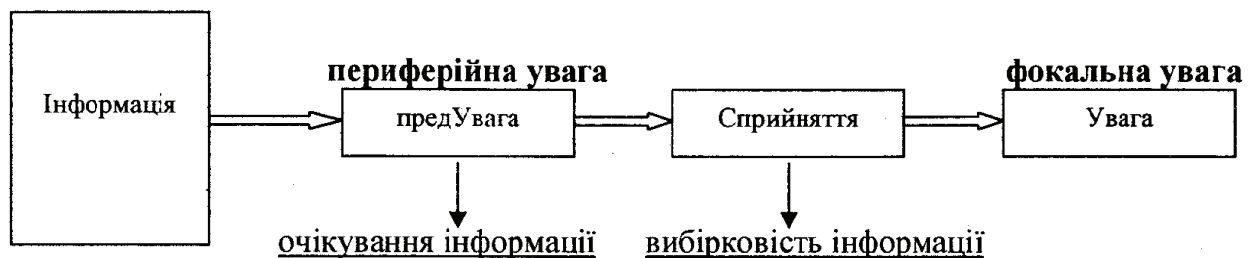 периферійна увага
фокальна увага
Інформація
предУвага
Сприйняття
Увага
очікування інформації
вибірковість інформації